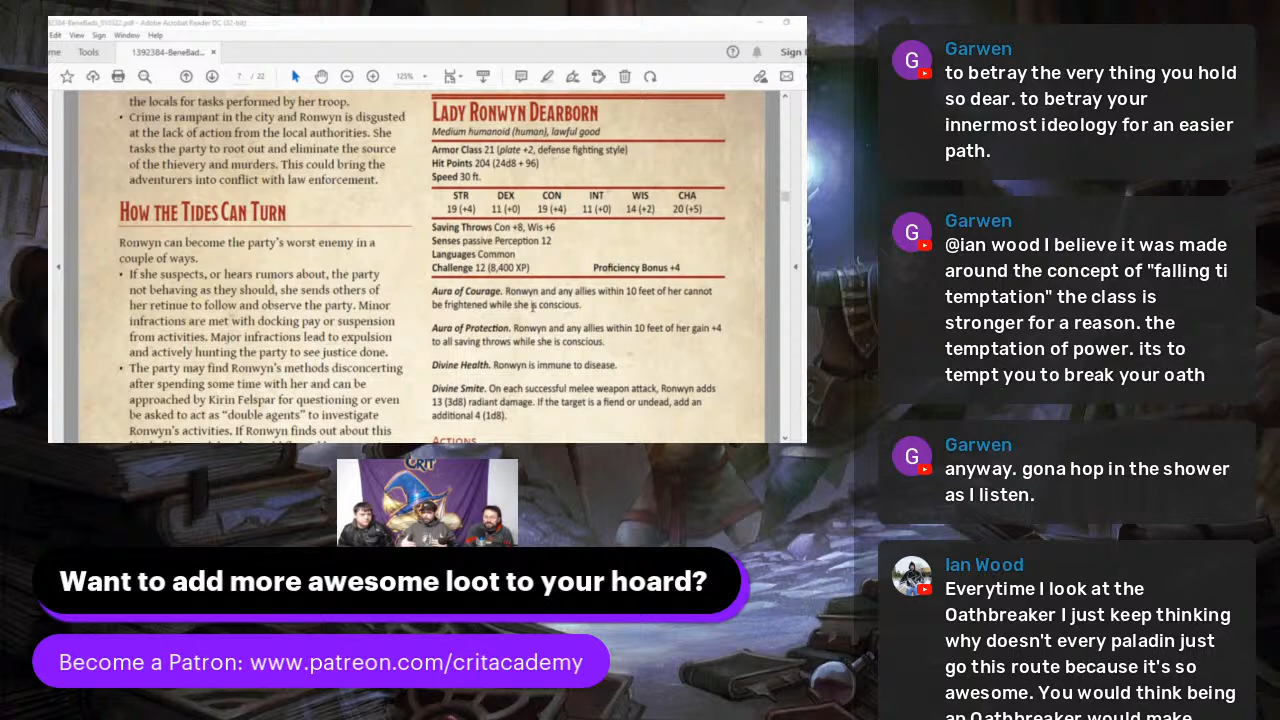 92384-BeneBads_010322.pdf - Adobe Acrobat Reader DC (32-bit)
Edit View Sign Window Help
me Tools 1392384-BeneBad... × Sign I
7 / 22 125%
the locals for tasks performed by her troop.
• Crime is rampant in the city and Ronwyn is disgusted
at the lack of action from the local authorities. She
tasks the party to root out and eliminate the source
of the thievery and murders. This could bring the
adventurers into conflict with law enforcement.
How the Tides Can Turn
Ronwyn can become the party's worst enemy in a
couple of ways.
• If she suspects, or hears rumors about, the party
not behaving as they should, she sends others of
her retinue to follow and observe the party. Minor
infractions are met with docking pay or suspension
from activities. Major infractions lead to expulsion
and actively hunting the party to see justice done.
• The party may find Ronwyn's methods disconcerting
after spending some time with her and can be
approached by Kirin Felspar for questioning or even
be asked to act as "double agents" to investigate
Ronwyn's activities. If Ronwyn finds out about this
Lady Ronwyn Dearborn
Medium humanoid (human), lawful good
Armor Class 21 (plate +2, defense fighting style)
Hit Points 204 (24d8 + 96)
Speed 30 ft.
STR DEX CON INT WIS CHA
19 (+4) 11 (+0) 19 (+4) 11 (+0) 14 (+2) 20 (+5)
Saving Throws Con +8, Wis +6
Senses passive Perception 12
Languages Common
Challenge 12 (8,400 XP) Proficiency Bonus +4
Aura of Courage. Ronwyn and any allies within 10 feet of her cannot
be frightened while she is conscious.
Aura of Protection. Ronwyn and any allies within 10 feet of her gain +4
to all saving throws while she is conscious.
Divine Health. Ronwyn is immune to disease.
Divine Smite. On each successful melee weapon attack, Ronwyn adds
13 (3d8) radiant damage. If the target is a fiend or undead, add an
additional 4 (1d8).
Actions
CRIT
Want to add more awesome loot to your hoard?
Become a Patron: www.patreon.com/critacademy
G
Garwen
to betray the very thing you hold
so dear. to betray your
innermost ideology for an easier
path.
G
Garwen
@ian wood I believe it was made
around the concept of "falling ti
temptation" the class is
stronger for a reason. the
temptation of power. its to
tempt you to break your oath
G
Garwen
anyway. gona hop in the shower
as I listen.
Ian Wood
Everytime I look at the
Oathbreaker I just keep thinking
why doesn't every paladin just
go this route because it's so
awesome. You would think being
an Oathbreaker would make